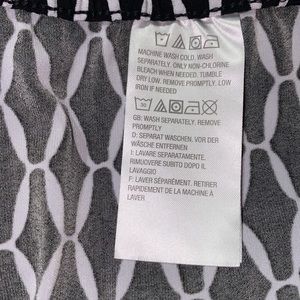 MACHINE WASH COLD. WASH
SEPARATELY. ONLY NON-CHLORINE
BLEACH WHEN NEEDED. TUMBLE
DRY LOW. REMOVE PROMPTLY. LOW
IRON IF NEEDED
30
GB: WASH SEPARATELY. REMOVE
PROMPTLY
D: SEPARAT WASCHEN. VOR DER
WÄSCHE ENTFERNEN
I: LAVARE SEPARATAMENTE.
RIMUOVERE SUBITO DOPO IL
LAVAGGIO
F: LAVER SÉPARÉMENT. RETIRER
RAPIDEMENT DE LA MACHINE À
LAVER